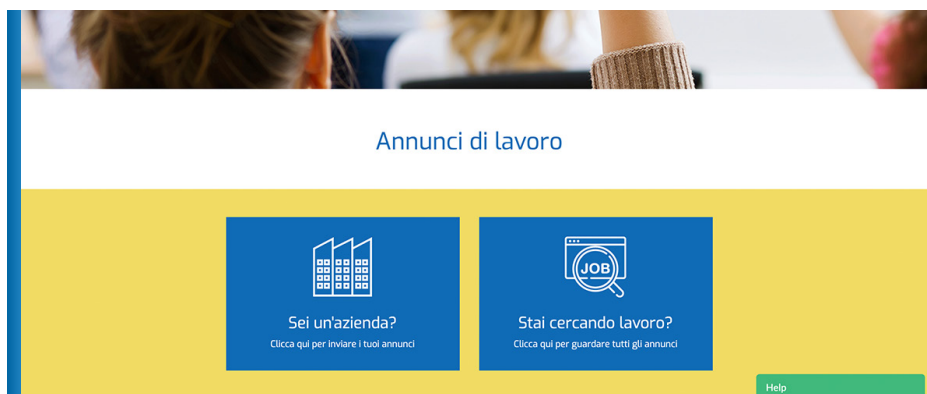 Annunci di lavoro
JOB
Sei un'azienda?
Clicca qui per inviare i tuoi annunci
Stai cercando lavoro?
Clicca qui per guardare tutti gli annunci
Help